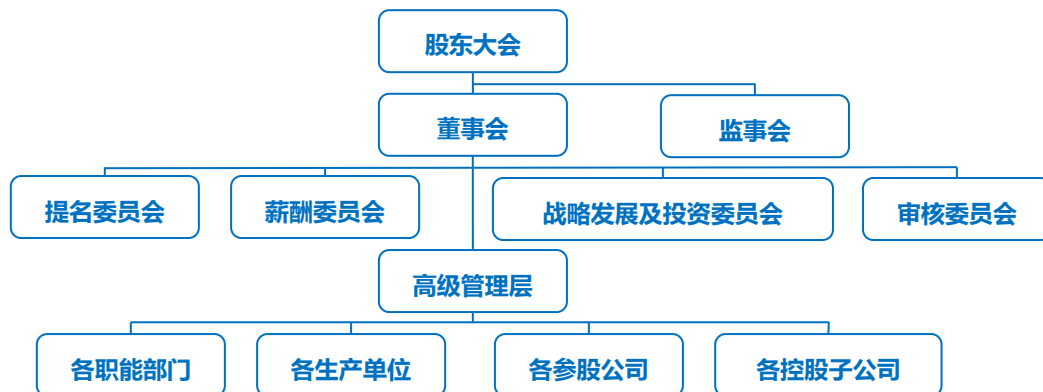 股东大会
董事会
监事会
提名委员会
薪酬委员会
战略发展及投资委员会
审核委员会
高级管理层
各职能部门
各生产单位
各参股公司
各控股子公司